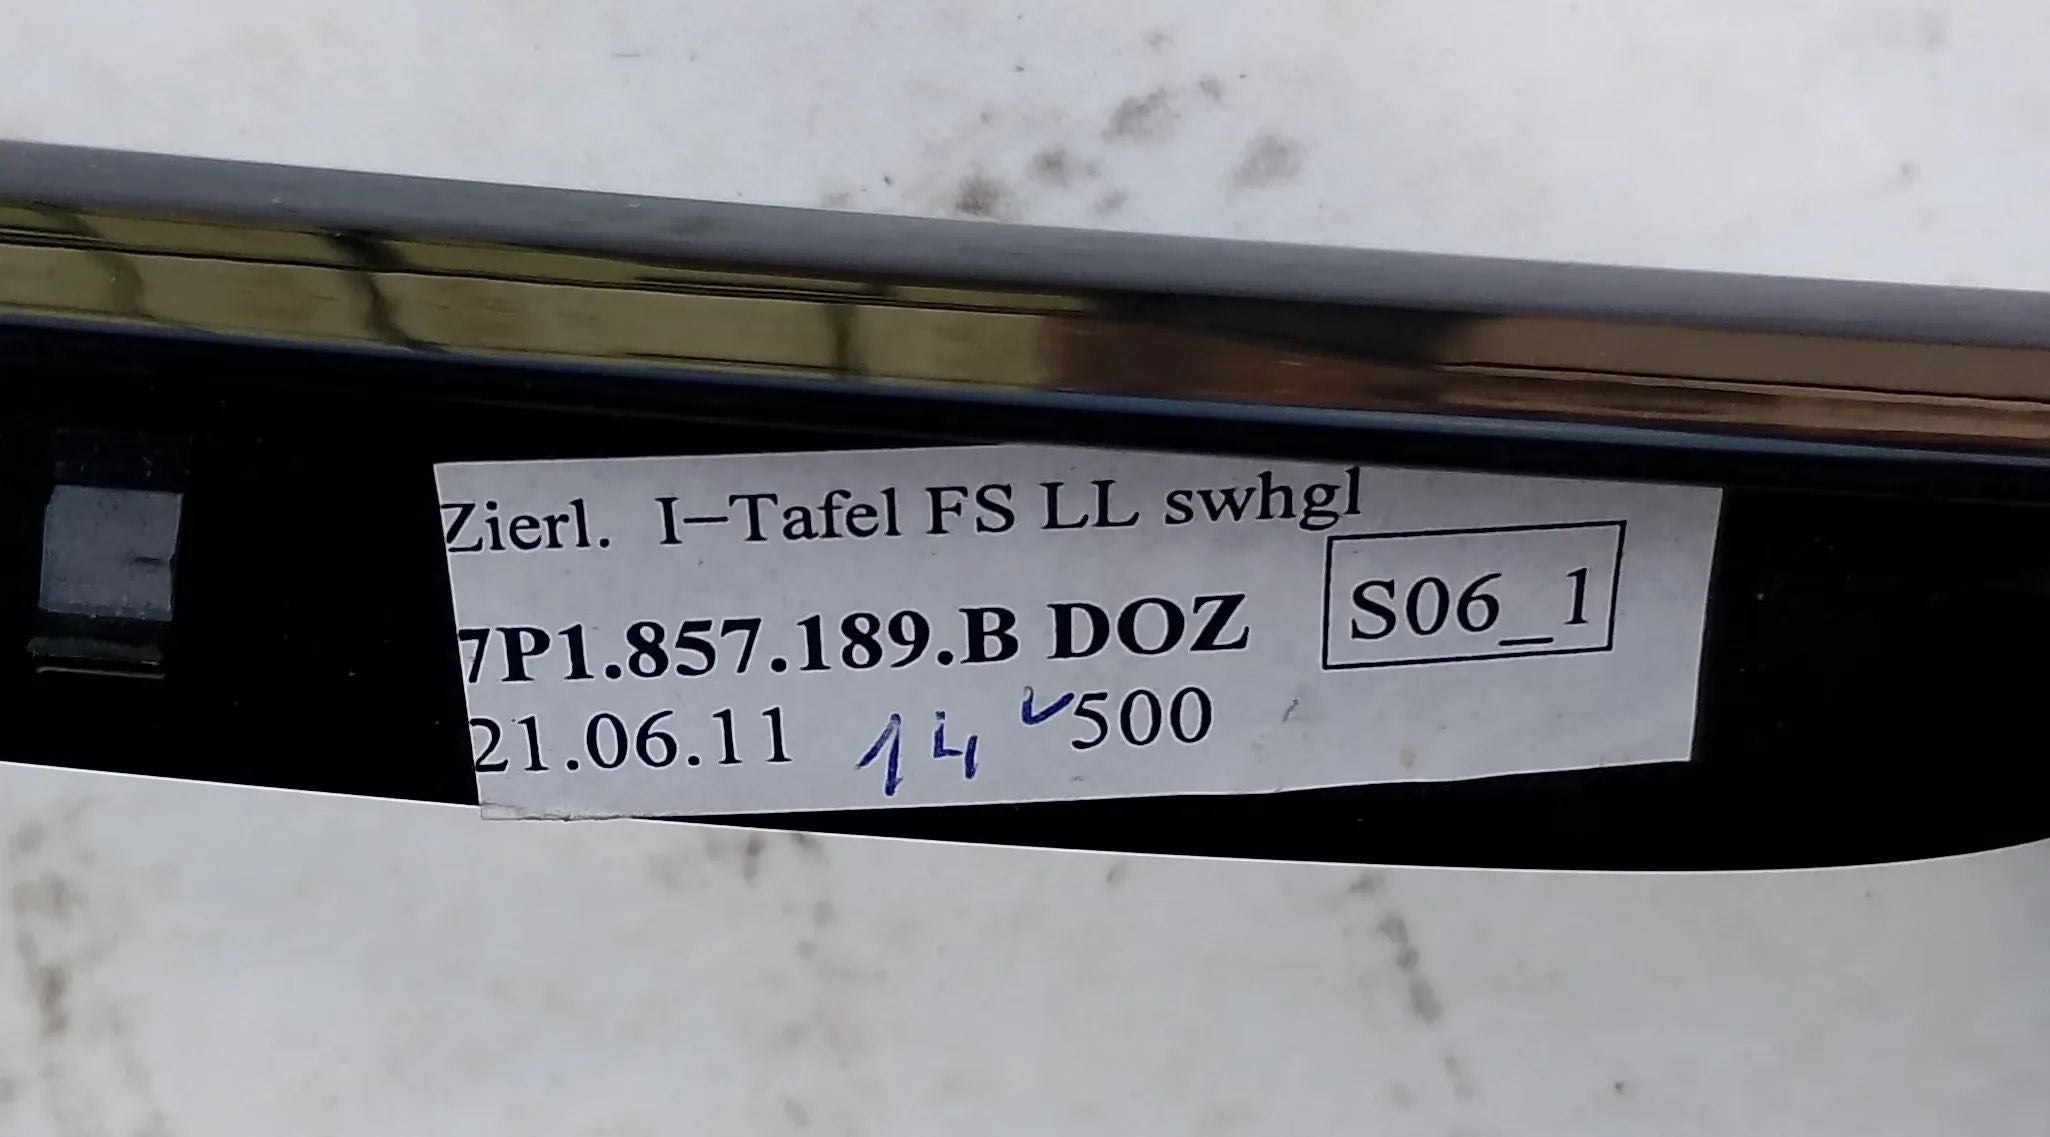 Zierl. I-Tafel FS LL swhgl
7P1.857.189.B DOZ S06_1
21.06.11 14 500